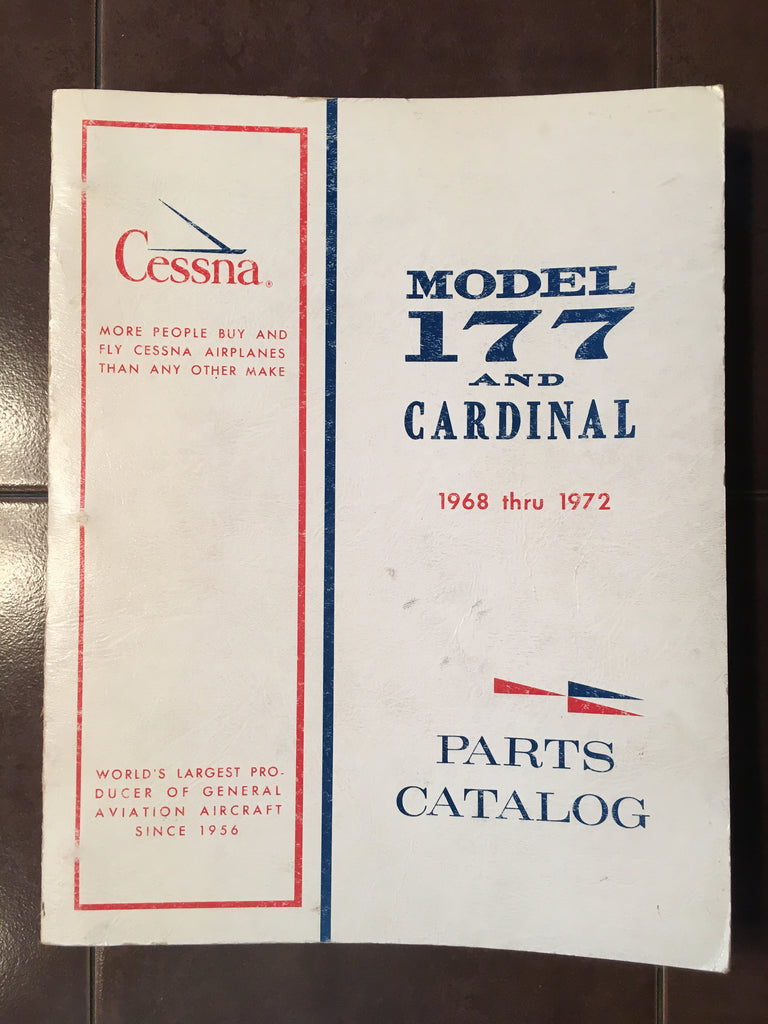 Cessna®
MORE PEOPLE BUY AND
FLY CESSNA AIRPLANES
THAN ANY OTHER MAKE
WORLD'S LARGEST PRO-
DUCER OF GENERAL
AVIATION AIRCRAFT
SINCE 1956
MODEL
177
AND
CARDINAL
1968 thru 1972
PARTS
CATALOG